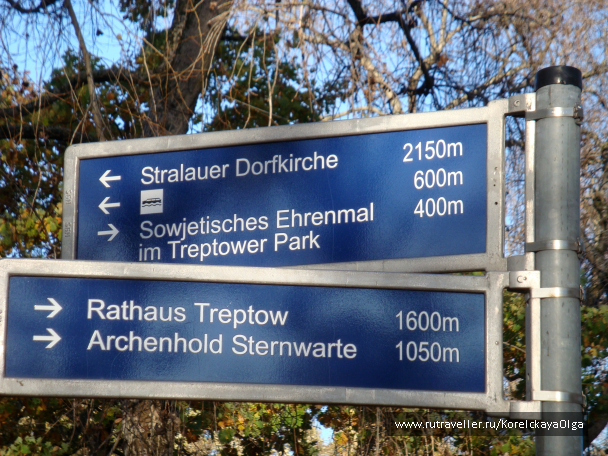 ← Stralauer Dorfkirche 2150m
← 600m
→ Sowjetisches Ehrenmal 400m
im Treptower Park
→ Rathaus Treptow 1600m
→ Archenhold Sternwarte 1050m
www.rutraveller.ru/KorelckayaOlga